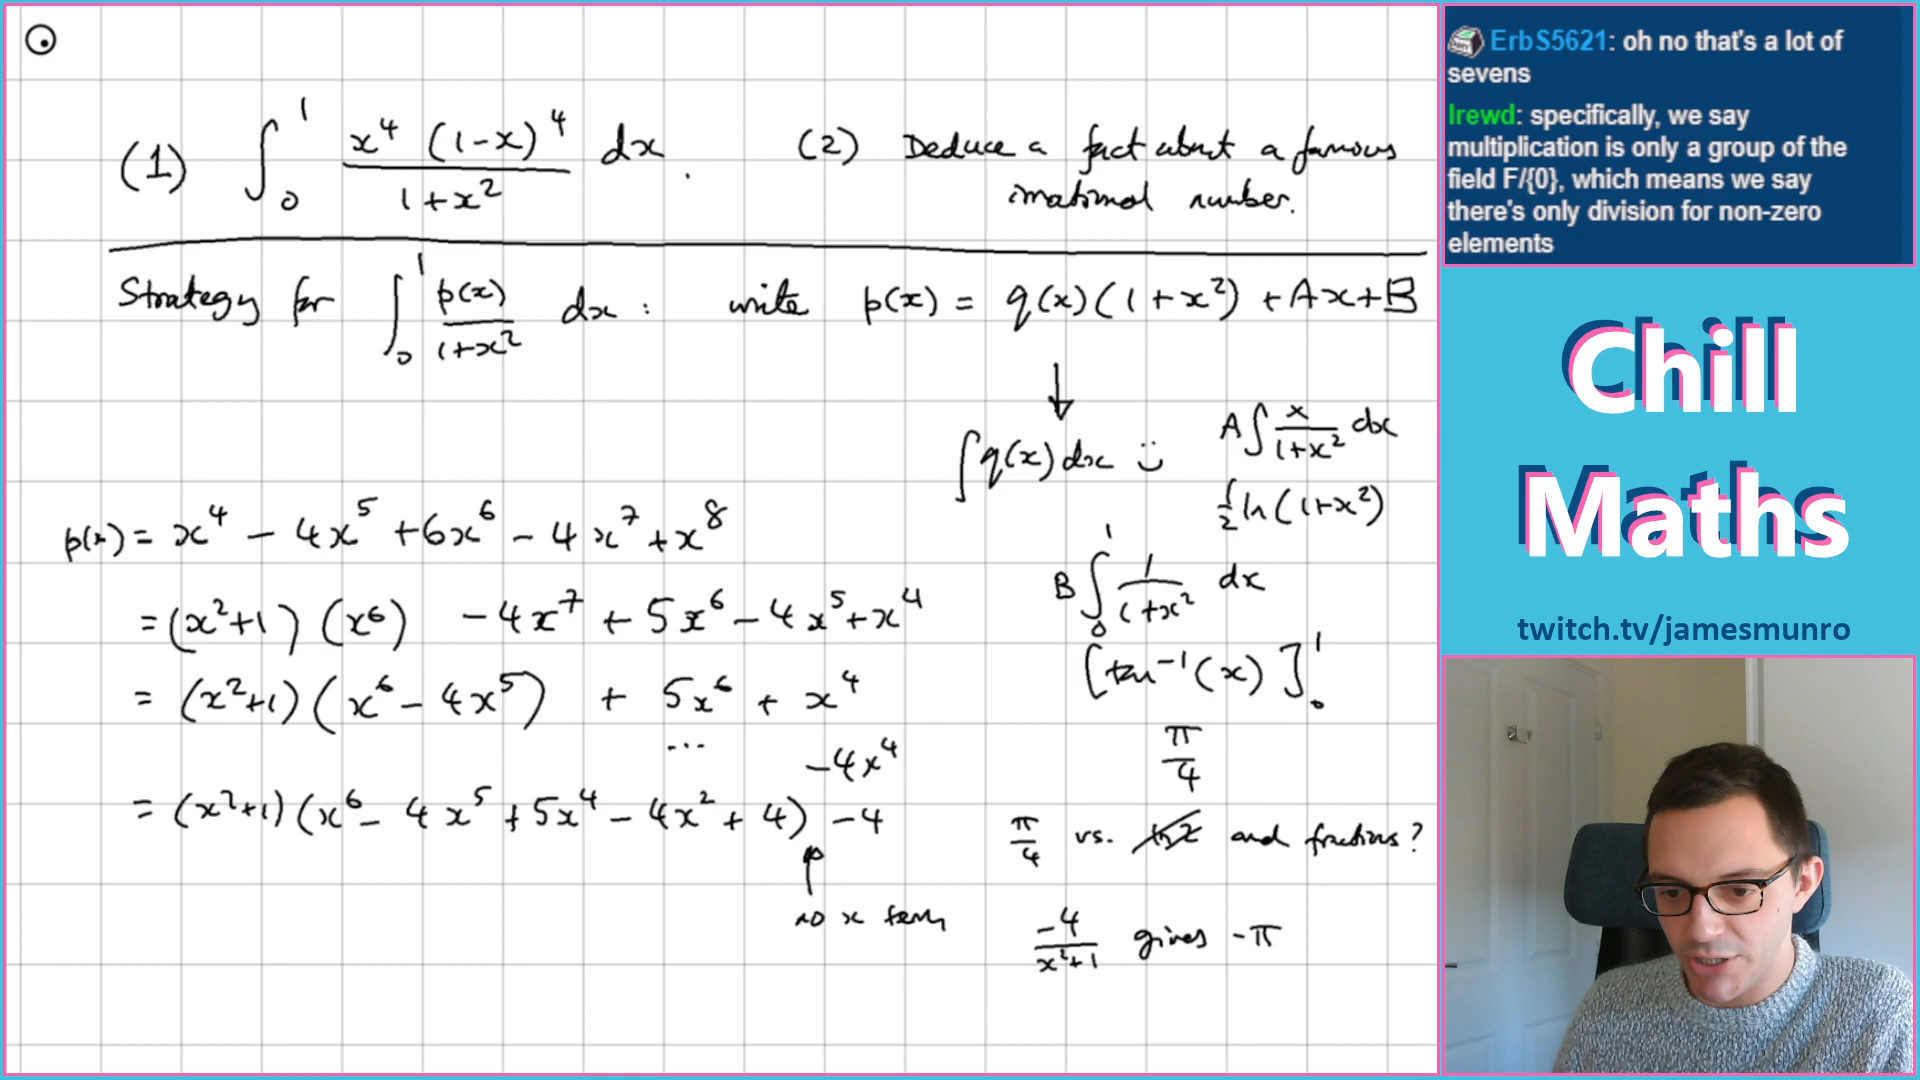 (1) ∫₀¹ x⁴(1-x)⁴ / 1+x² dx. (2) Deduce a fact about a famous
irrational number.
Strategy for ∫₀¹ p(x) / 1+x² dx : write p(x) = q(x)(1+x²) + Ax+B
↓
∫q(x)dx A∫ x / 1+x² dx
½ ln(1+x²)
p(x) = x⁴ - 4x⁵ + 6x⁶ - 4x⁷ + x⁸
B∫₀¹ 1 / 1+x² dx
= (x²+1)(x⁶) -4x⁷ + 5x⁶ - 4x⁵ + x⁴
[tan⁻¹(x)]₀¹
= (x²+1)(x⁶ - 4x⁵) + 5x⁶ + x⁴
π/4
... -4x⁴
= (x²+1)(x⁶ - 4x⁵ + 5x⁴ - 4x² + 4) -4
π/4 vs. ln 2 and fractions?
↑
no x term
-4 / x²+1 gives -π
ErbS5621: oh no that's a lot of
sevens
lrewd: specifically, we say
multiplication is only a group of the
field F/{0}, which means we say
there's only division for non-zero
elements
Chill
Maths
twitch.tv/jamesmunro